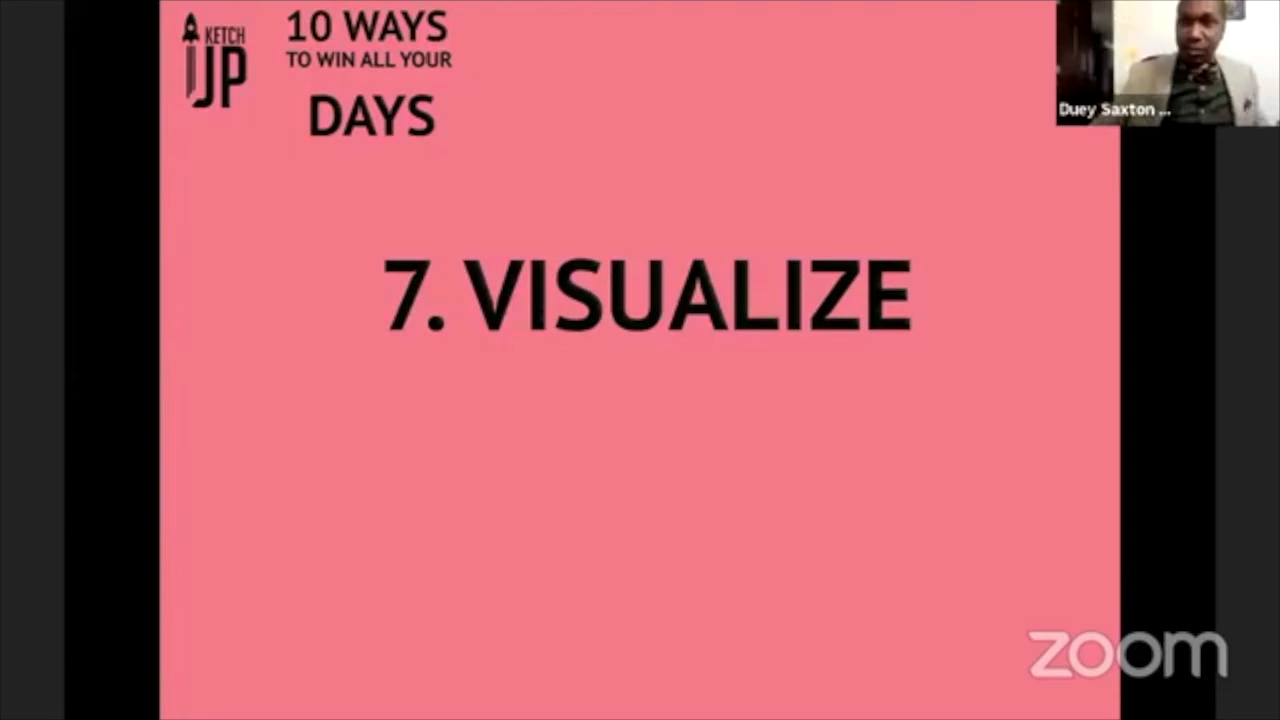 KETCH
UP
10 WAYS
TO WIN ALL YOUR
DAYS
Duey Saxton ...
7. VISUALIZE
zoom